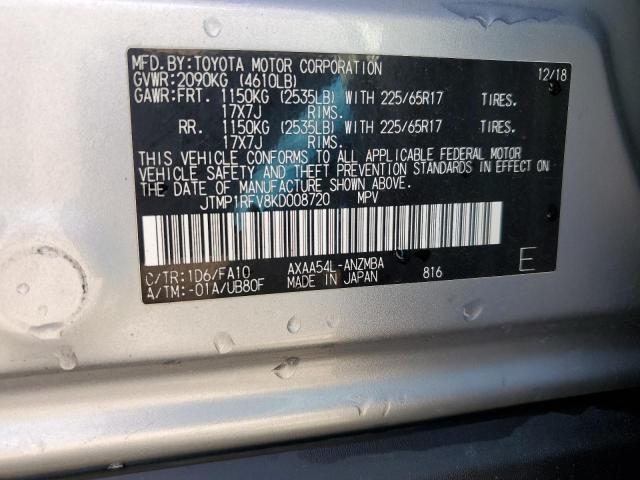 MFD.BY:TOYOTA MOTOR CORPORATION 12/18
GVWR:2090KG (4610LB)
GAWR:FRT. 1150KG (2535LB) WITH 225/65R17 TIRES.
17X7J RIMS.
RR. 1150KG (2535LB) WITH 225/65R17 TIRES.
17X7J RIMS.
THIS VEHICLE CONFORMS TO ALL APPLICABLE FEDERAL MOTOR
VEHICLE SAFETY AND THEFT PREVENTION STANDARDS IN EFFECT ON
THE DATE OF MANUFACTURE SHOWN ABOVE.
JTMP1RFV8KD008720 MPV
C/TR:1D6/FA10 AXAA54L-ANZMBA
A/TM:-01A/UB80F MADE IN JAPAN 816 E